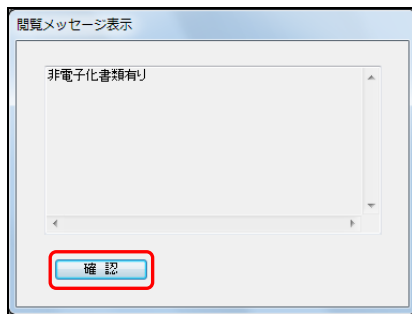 閲覧メッセージ表示
非電子化書類有り
確 認